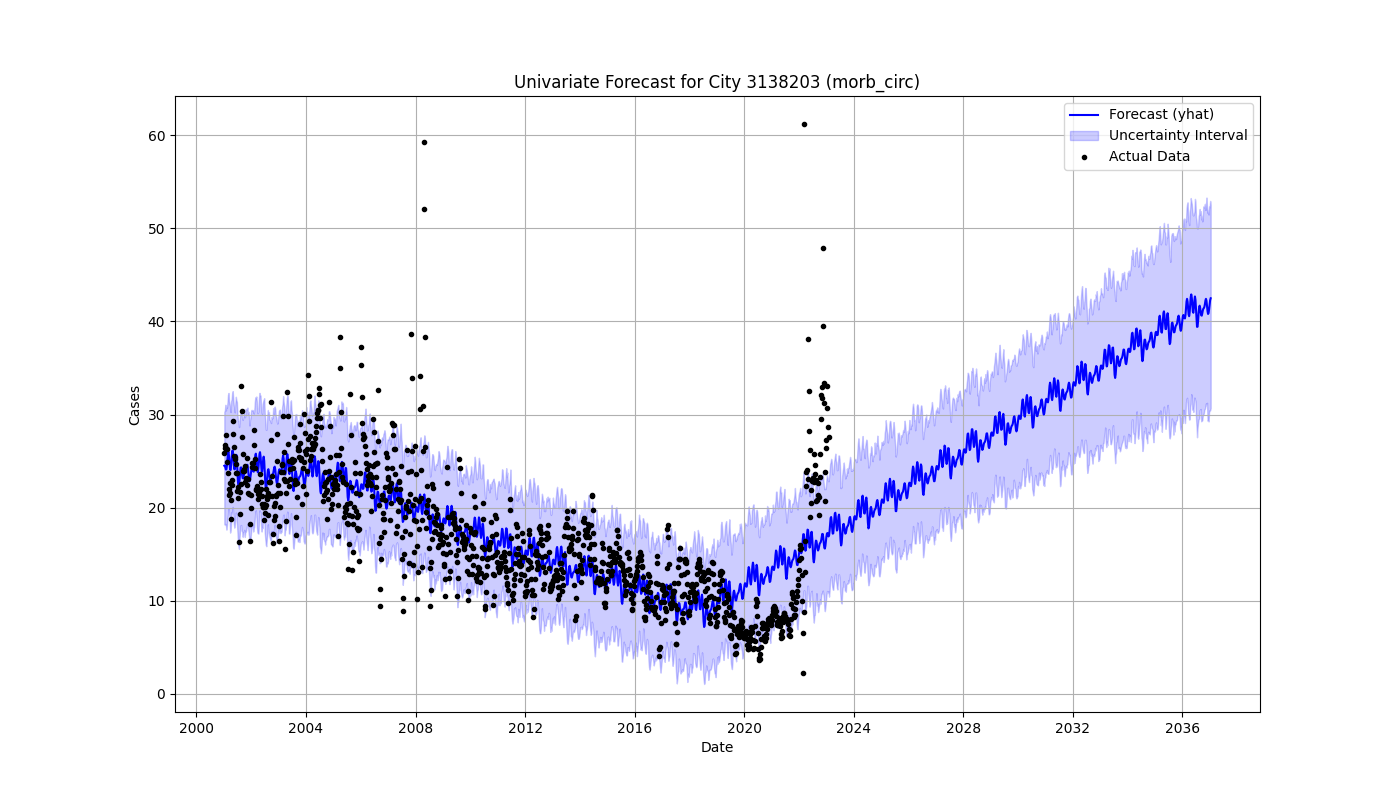 Univariate Forecast for City 3138203 (morb_circ)
Forecast (yhat)
Uncertainty Interval
Actual Data
Cases
60
50
40
30
20
10
0
2000 2004 2008 2012 2016 2020 2024 2028 2032 2036
Date